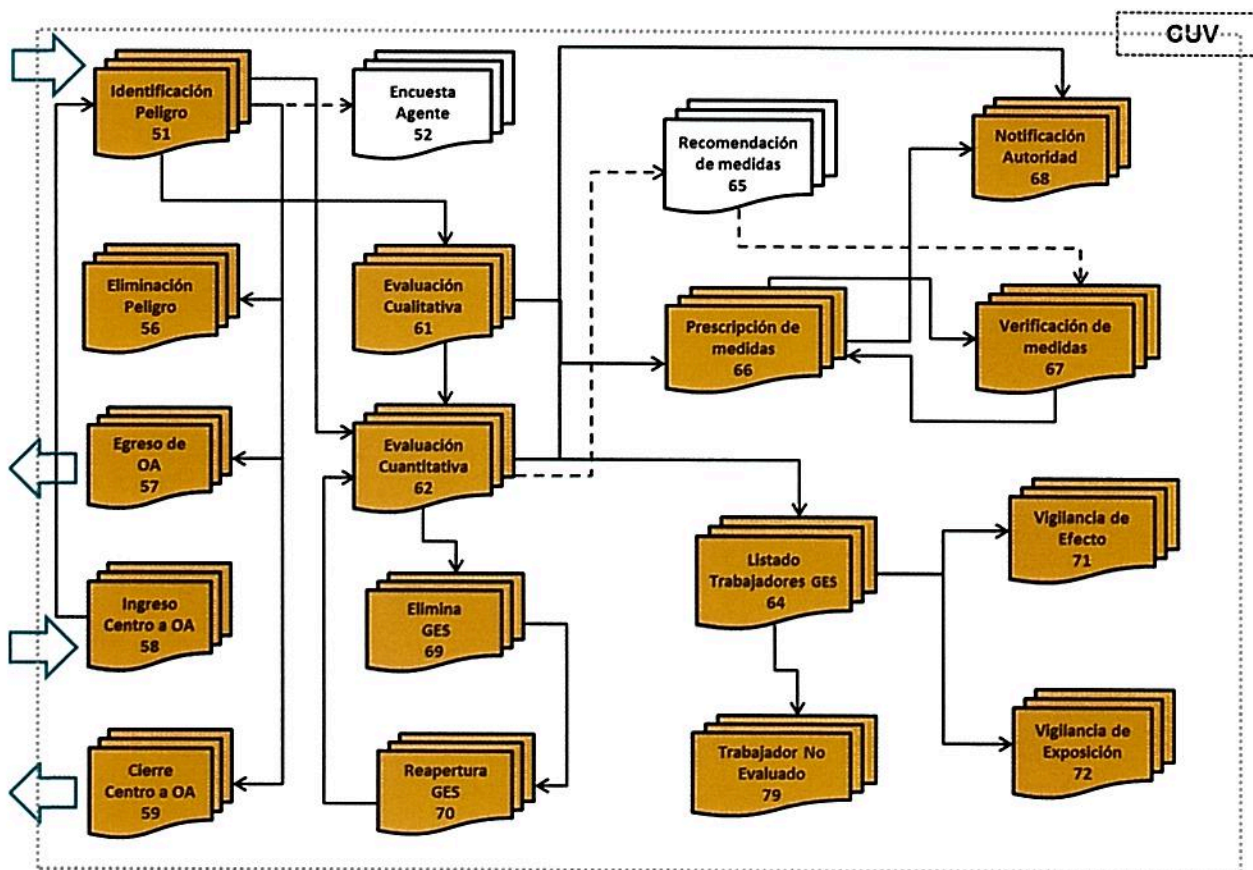 CUV
Identificación
Peligro
51
Encuesta
Agente
52
Recomendación
de medidas
65
Notificación
Autoridad
68
Eliminación
Peligro
56
Evaluación
Cualitativa
61
Prescripción de
medidas
66
Verificación de
medidas
67
Egreso de
OA
57
Evaluación
Cuantitativa
62
Vigilancia de
Efecto
71
Listado
Trabajadores GES
64
Ingreso
Centro a OA
58
Elimina
GES
69
Cierre
Centro a OA
59
Reapertura
GES
70
Trabajador No
Evaluado
79
Vigilancia de
Exposición
72